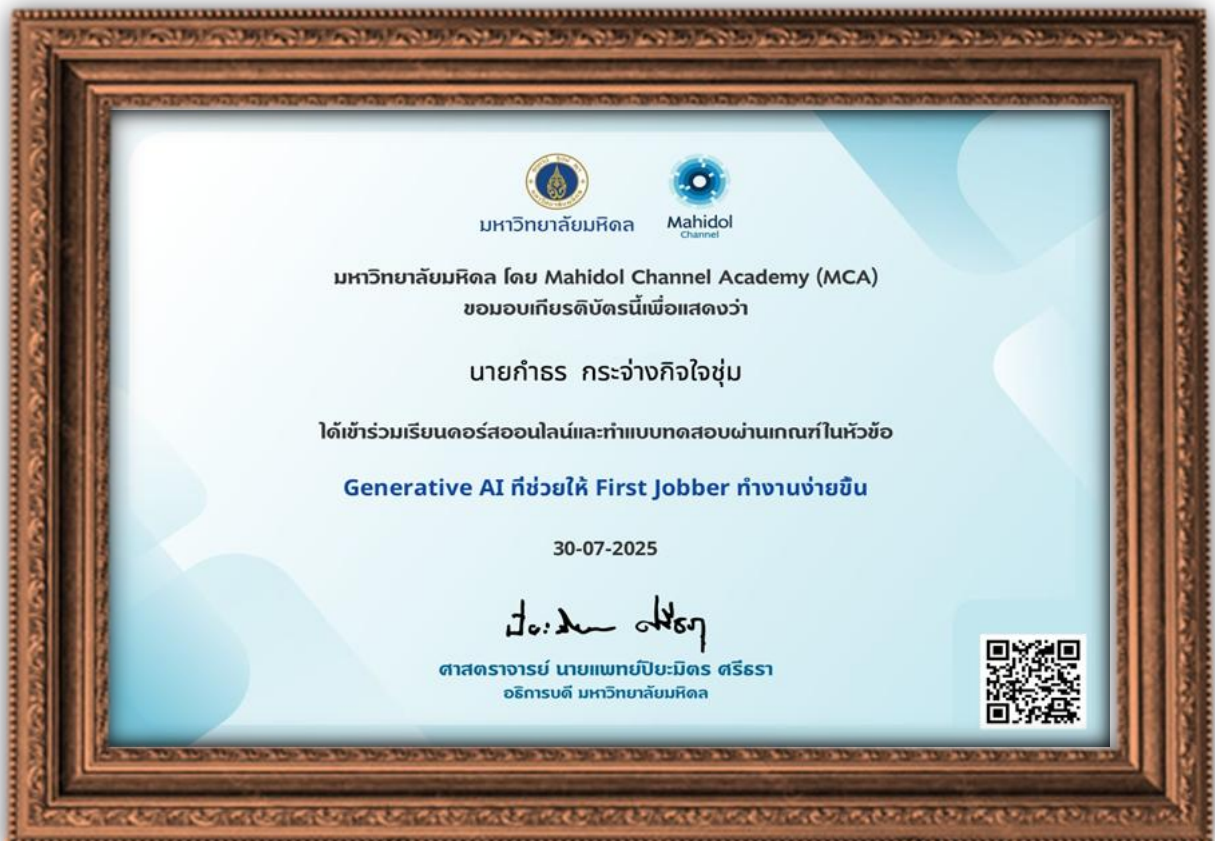 มหาวิทยาลัยมหิดล
Mahidol
Channel
มหาวิทยาลัยมหิดล โดย Mahidol Channel Academy (MCA)
ขอมอบเกียรติบัตรนี้เพื่อแสดงว่า
นายกำธร กระจ่างกิจใจชุ่ม
ได้เข้าร่วมเรียนคอร์สออนไลน์และทำแบบทดสอบผ่านเกณฑ์ในหัวข้อ
Generative AI ที่ช่วยให้ First Jobber ทำงานง่ายขึ้น
30-07-2025
ศาสตราจารย์ นายแพทย์ปิยะมิตร ศรีธรา
อธิการบดี มหาวิทยาลัยมหิดล